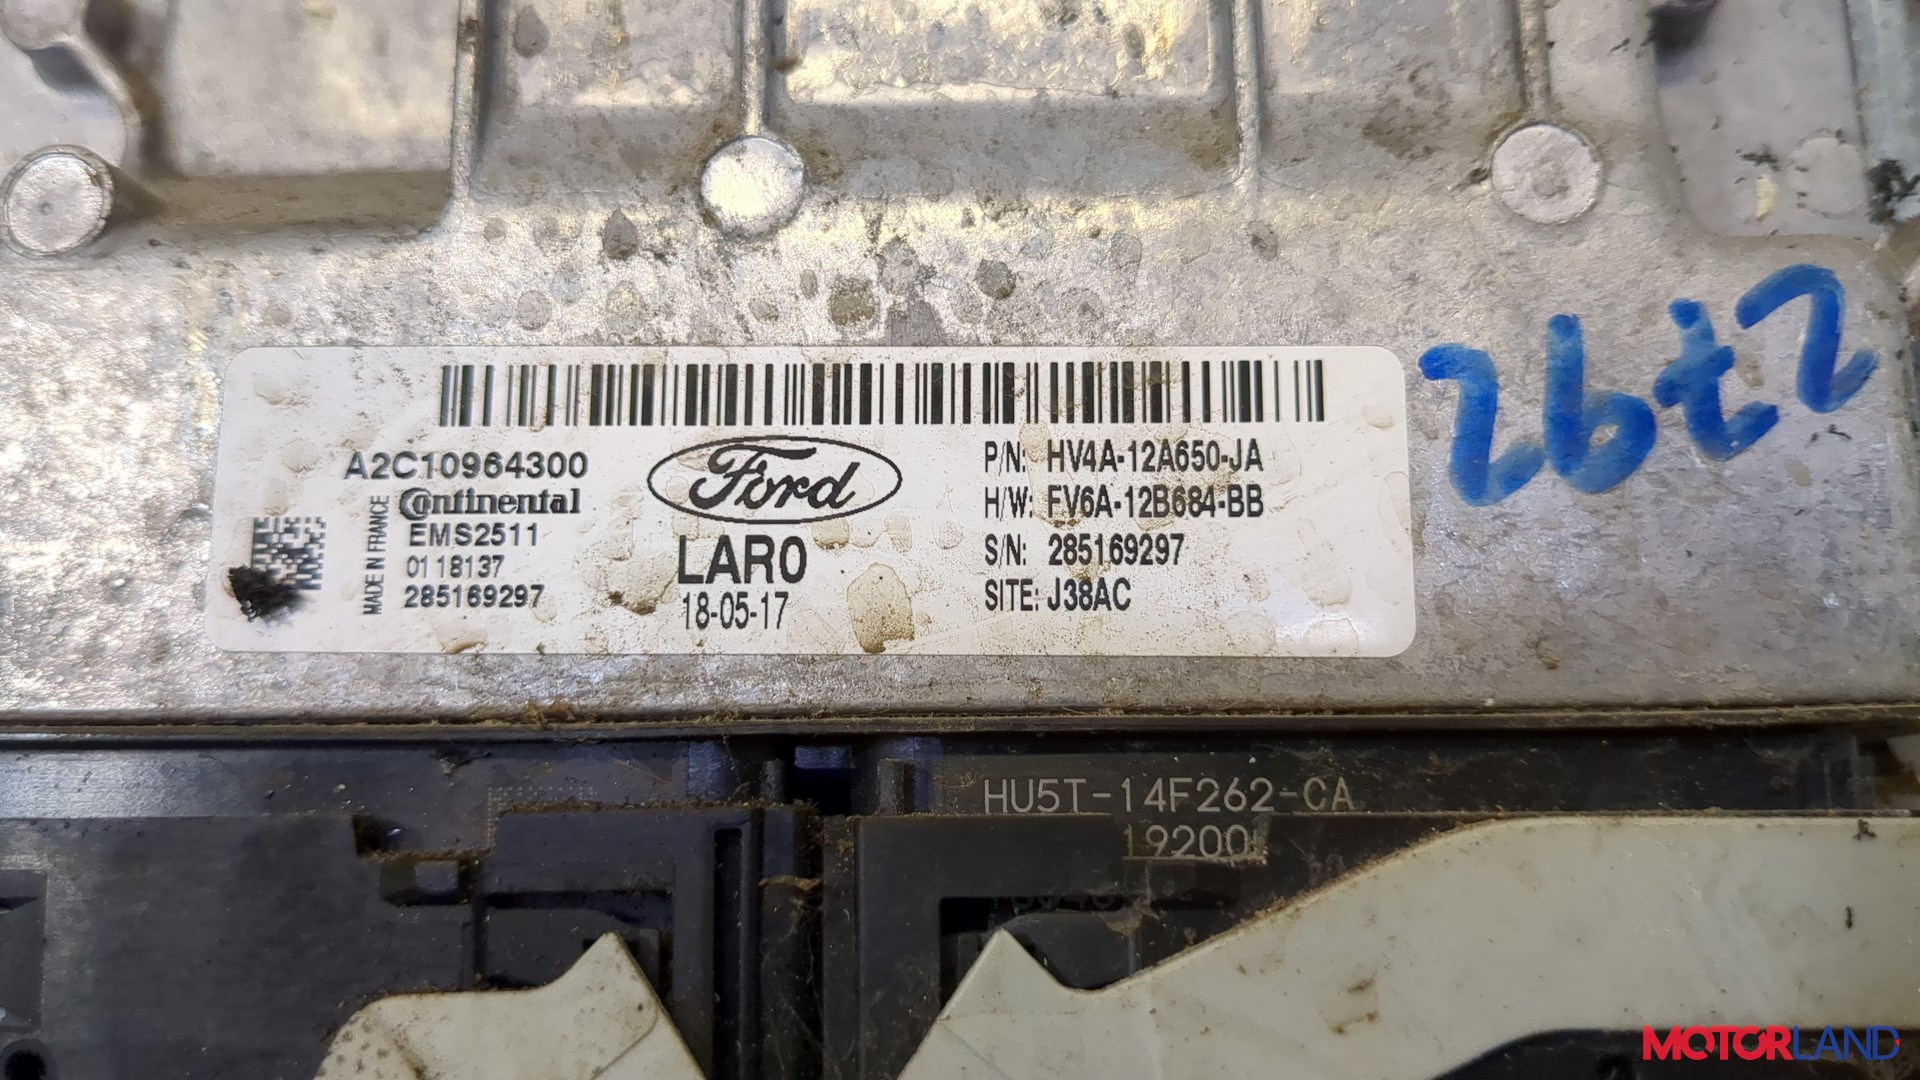 A2C10964300
Continental
EMS2511
01 18137
285169297
MADE IN FRANCE
Ford
LAR0
18-05-17
P/N: HV4A-12A650-JA
H/W: FV6A-12B684-BB
S/N: 285169297
SITE: J38AC
HU5T-14F262-CA
19200
MOTORLAND